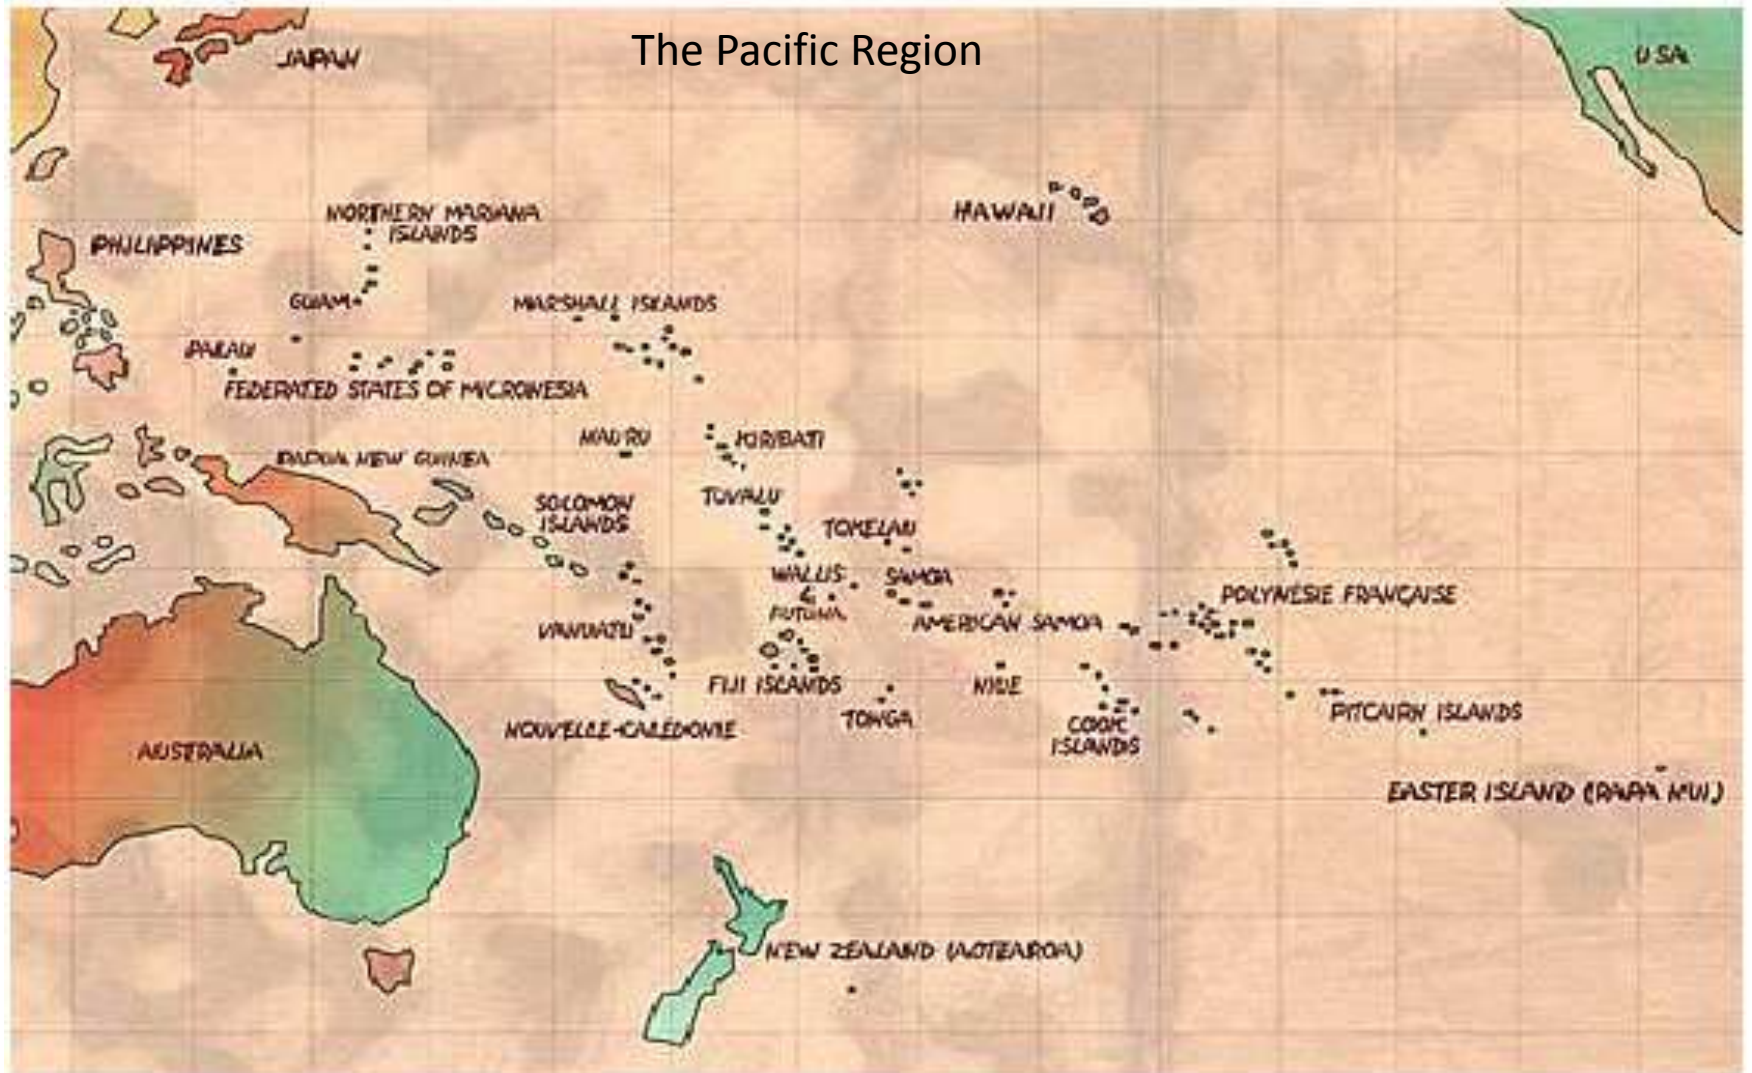 The Pacific Region
JAPAN
USA
NORTHERN MARIANA
ISLANDS
HAWAII
PHILIPPINES
GUAM
MARSHALL ISLANDS
PALAU
FEDERATED STATES OF MICRONESIA
NAURU
KIRIBATI
PAPUA NEW GUINEA
SOLOMON
ISLANDS
TUVALU
TOKELAU
WALLIS
&
FUTUNA
SAMOA
POLYNESIE FRANÇAISE
AMERICAN SAMOA
VANUATU
FIJI ISLANDS
NIUE
TONGA
COOK
ISLANDS
PITCAIRN ISLANDS
NOUVELLE-CALEDONIE
AUSTRALIA
EASTER ISLAND (RAPA NUI)
NEW ZEALAND (AOTEAROA)